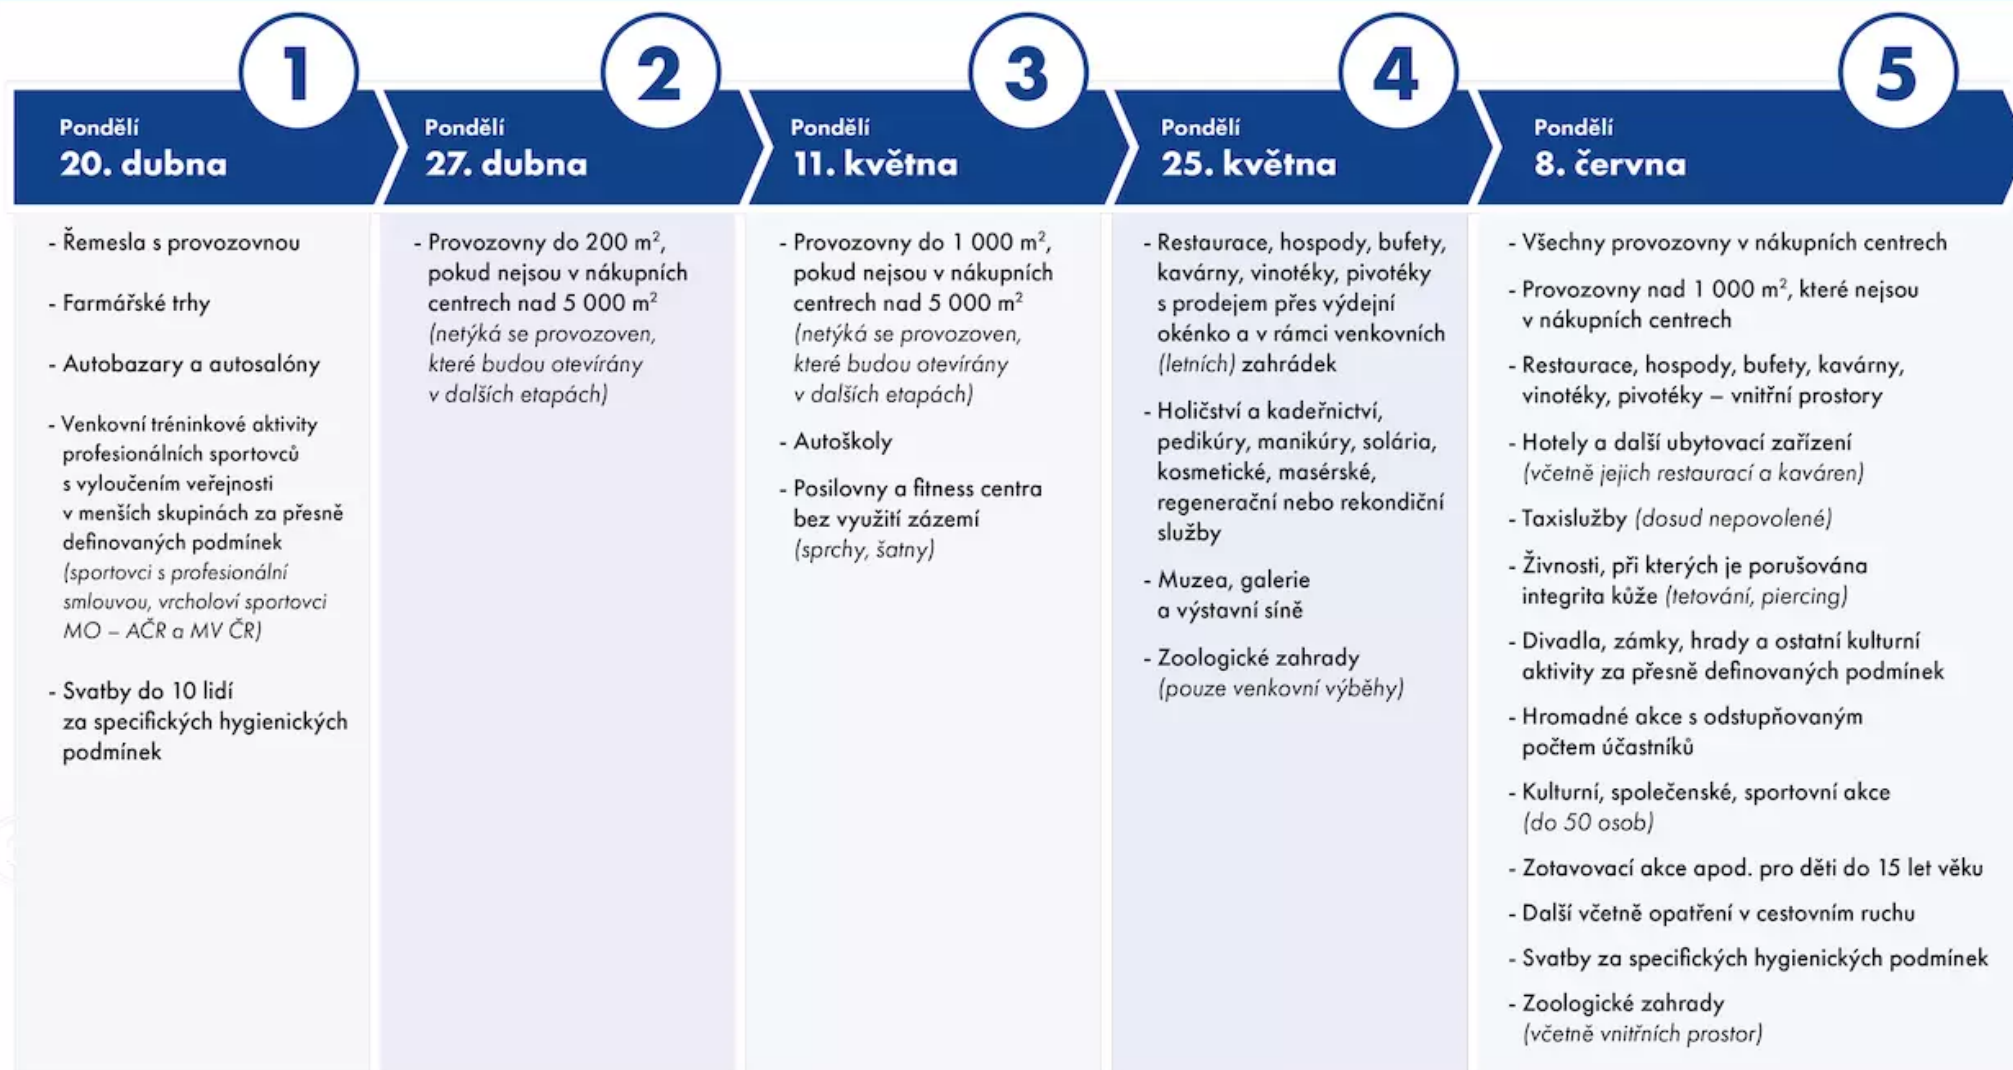 1
Pondělí
20. dubna
- Řemesla s provozovnou
- Farmářské trhy
- Autobazary a autosalóny
- Venkovní tréninkové aktivity
profesionálních sportovců
s vyloučením veřejnosti
v menších skupinách za přesně
definovaných podmínek
(sportovci s profesionální
smlouvou, vrcholoví sportovci
MO – AČR a MV ČR)
- Svatby do 10 lidí
za specifických hygienických
podmínek
2
Pondělí
27. dubna
- Provozovny do 200 m²,
pokud nejsou v nákupních
centrech nad 5 000 m²
(netýká se provozoven,
které budou otevírány
v dalších etapách)
3
Pondělí
11. května
- Provozovny do 1 000 m²,
pokud nejsou v nákupních
centrech nad 5 000 m²
(netýká se provozoven,
které budou otevírány
v dalších etapách)
- Autoškoly
- Posilovny a fitness centra
bez využití zázemí
(sprchy, šatny)
4
Pondělí
25. května
- Restaurace, hospody, bufety,
kavárny, vinotéky, pivotéky
s prodejem přes výdejní
okénko a v rámci venkovních
(letních) zahrádek
- Holičství a kadeřnictví,
pedikúry, manikúry, solária,
kosmetické, masérské,
regenerační nebo rekondiční
služby
- Muzea, galerie
a výstavní síně
- Zoologické zahrady
(pouze venkovní výběhy)
5
Pondělí
8. června
- Všechny provozovny v nákupních centrech
- Provozovny nad 1 000 m², které nejsou
v nákupních centrech
- Restaurace, hospody, bufety, kavárny,
vinotéky, pivotéky – vnitřní prostory
- Hotely a další ubytovací zařízení
(včetně jejich restaurací a kaváren)
- Taxislužby (dosud nepovolené)
- Živnosti, při kterých je porušována
integrita kůže (tetování, piercing)
- Divadla, zámky, hrady a ostatní kulturní
aktivity za přesně definovaných podmínek
- Hromadné akce s odstupňovaným
počtem účastníků
- Kulturní, společenské, sportovní akce
(do 50 osob)
- Zotavovací akce apod. pro děti do 15 let věku
- Další včetně opatření v cestovním ruchu
- Svatby za specifických hygienických podmínek
- Zoologické zahrady
(včetně vnitřních prostor)